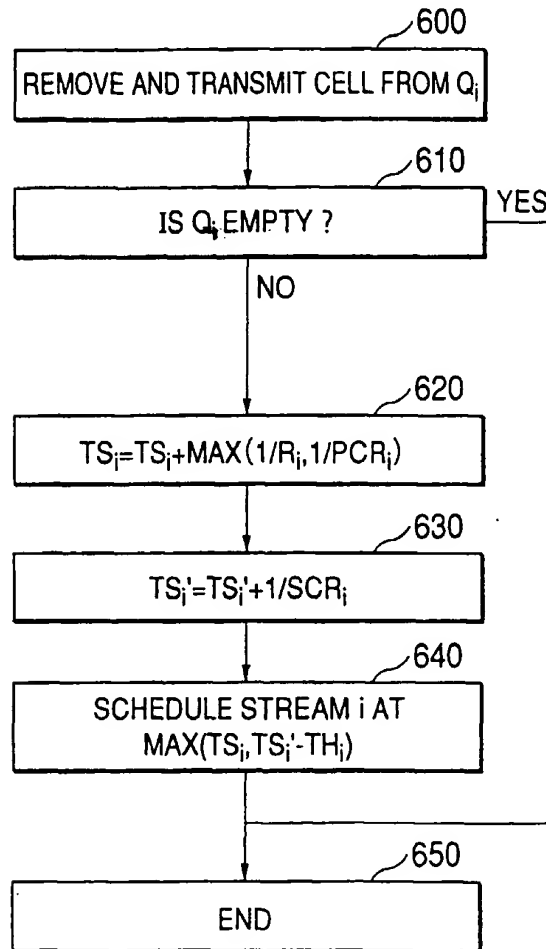 600
REMOVE AND TRANSMIT CELL FROM Qi
610
IS Qi EMPTY ?
YES
NO
620
TSi=TSi+MAX(1/Ri,1/PCRi)
630
TSi'=TSi'+1/SCRi
640
SCHEDULE STREAM i AT
MAX(TSi,TSi'-THi)
650
END